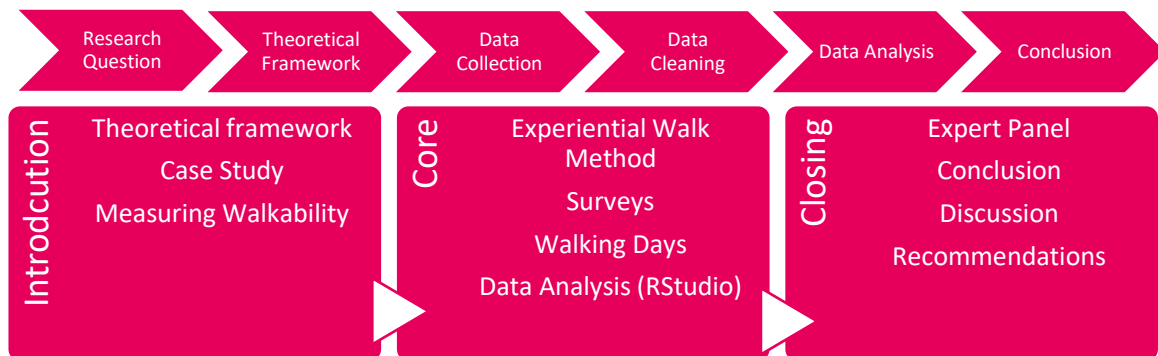 Research
Question
Theoretical
Framework
Data
Collection
Data
Cleaning
Data Analysis
Conclusion
Introdcution
Theoretical framework
Case Study
Measuring Walkability
Core
Experiential Walk
Method
Surveys
Walking Days
Data Analysis (RStudio)
Closing
Expert Panel
Conclusion
Discussion
Recommendations